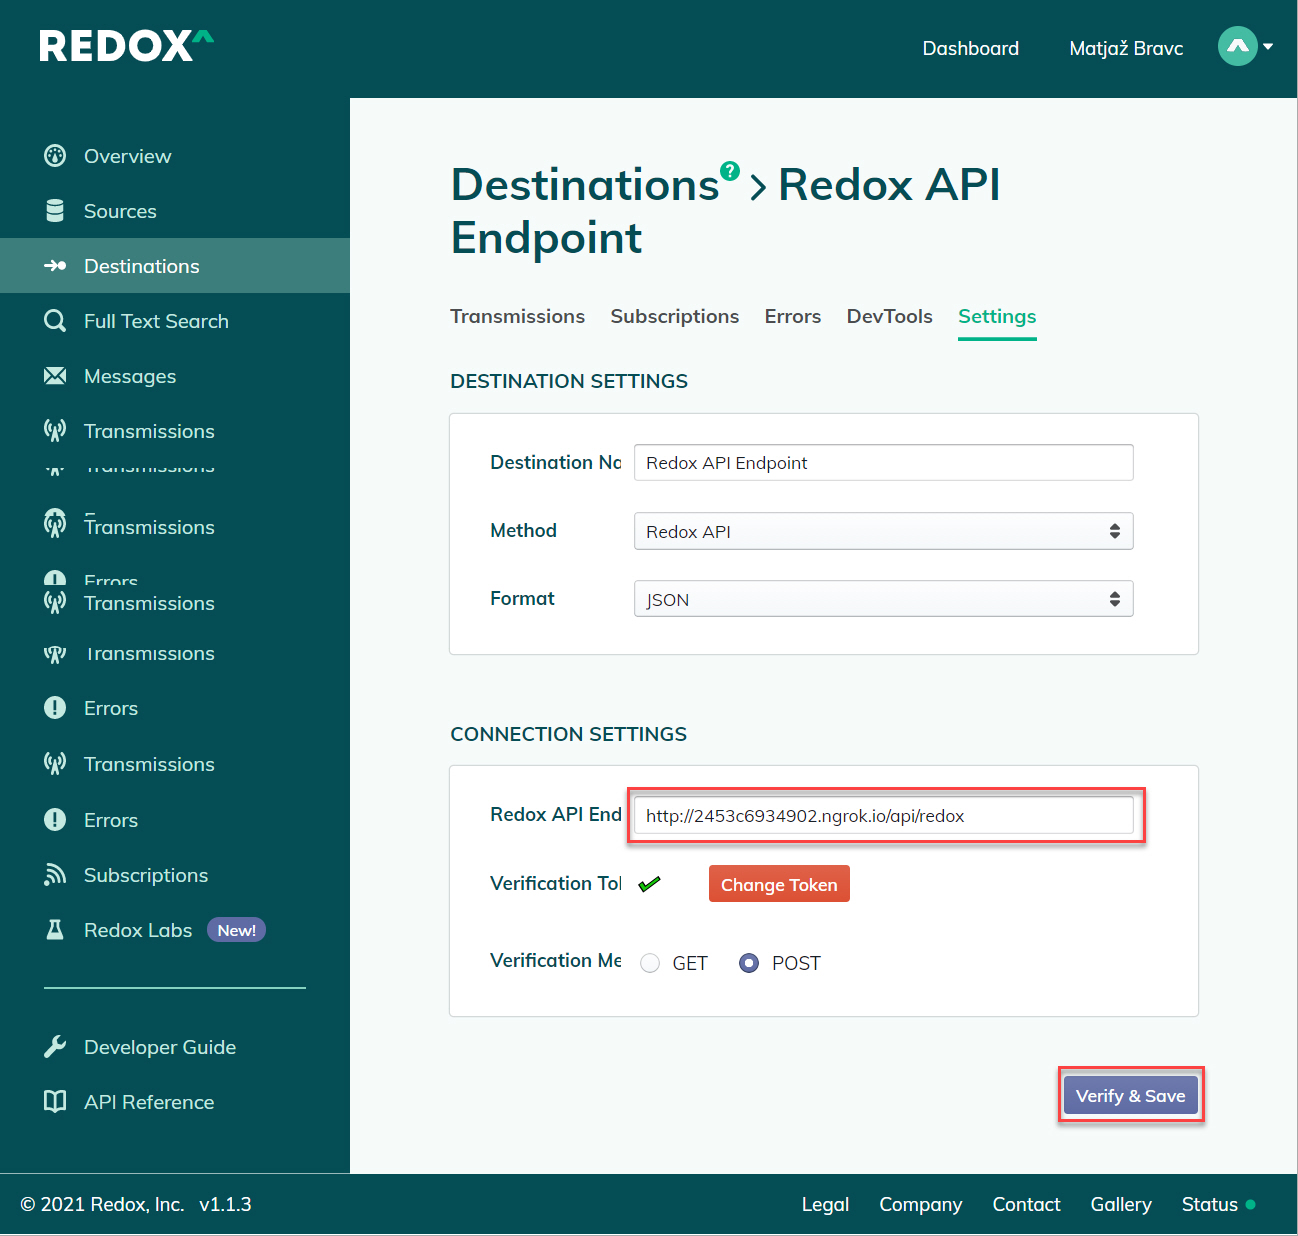 REDOX
Dashboard
Matjaž Bravc
Overview
Sources
Destinations
Full Text Search
Messages
Transmissions
Transmissions
Transmissions
Errors
Transmissions
Transmissions
Errors
Transmissions
Errors
Subscriptions
Redox Labs New!
Developer Guide
API Reference
Destinations ? > Redox API
Endpoint
Transmissions Subscriptions Errors DevTools Settings
DESTINATION SETTINGS
Destination Na Redox API Endpoint
Method Redox API
Format JSON
CONNECTION SETTINGS
Redox API End http://2453c6934902.ngrok.io/api/redox
Verification Tol Change Token
Verification Me GET POST
Verify & Save
© 2021 Redox, Inc. v1.1.3
Legal Company Contact Gallery Status